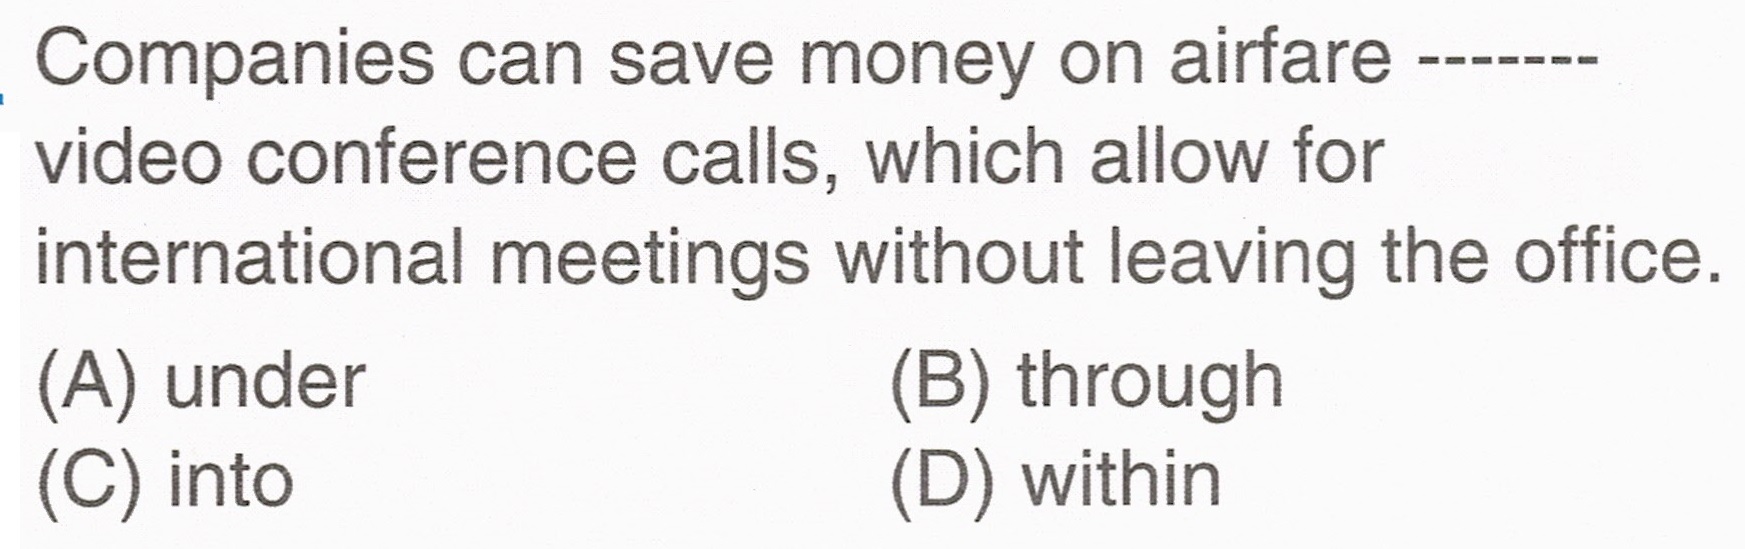 Companies can save money on airfare -------
video conference calls, which allow for
international meetings without leaving the office.
(A) under (B) through
(C) into (D) within